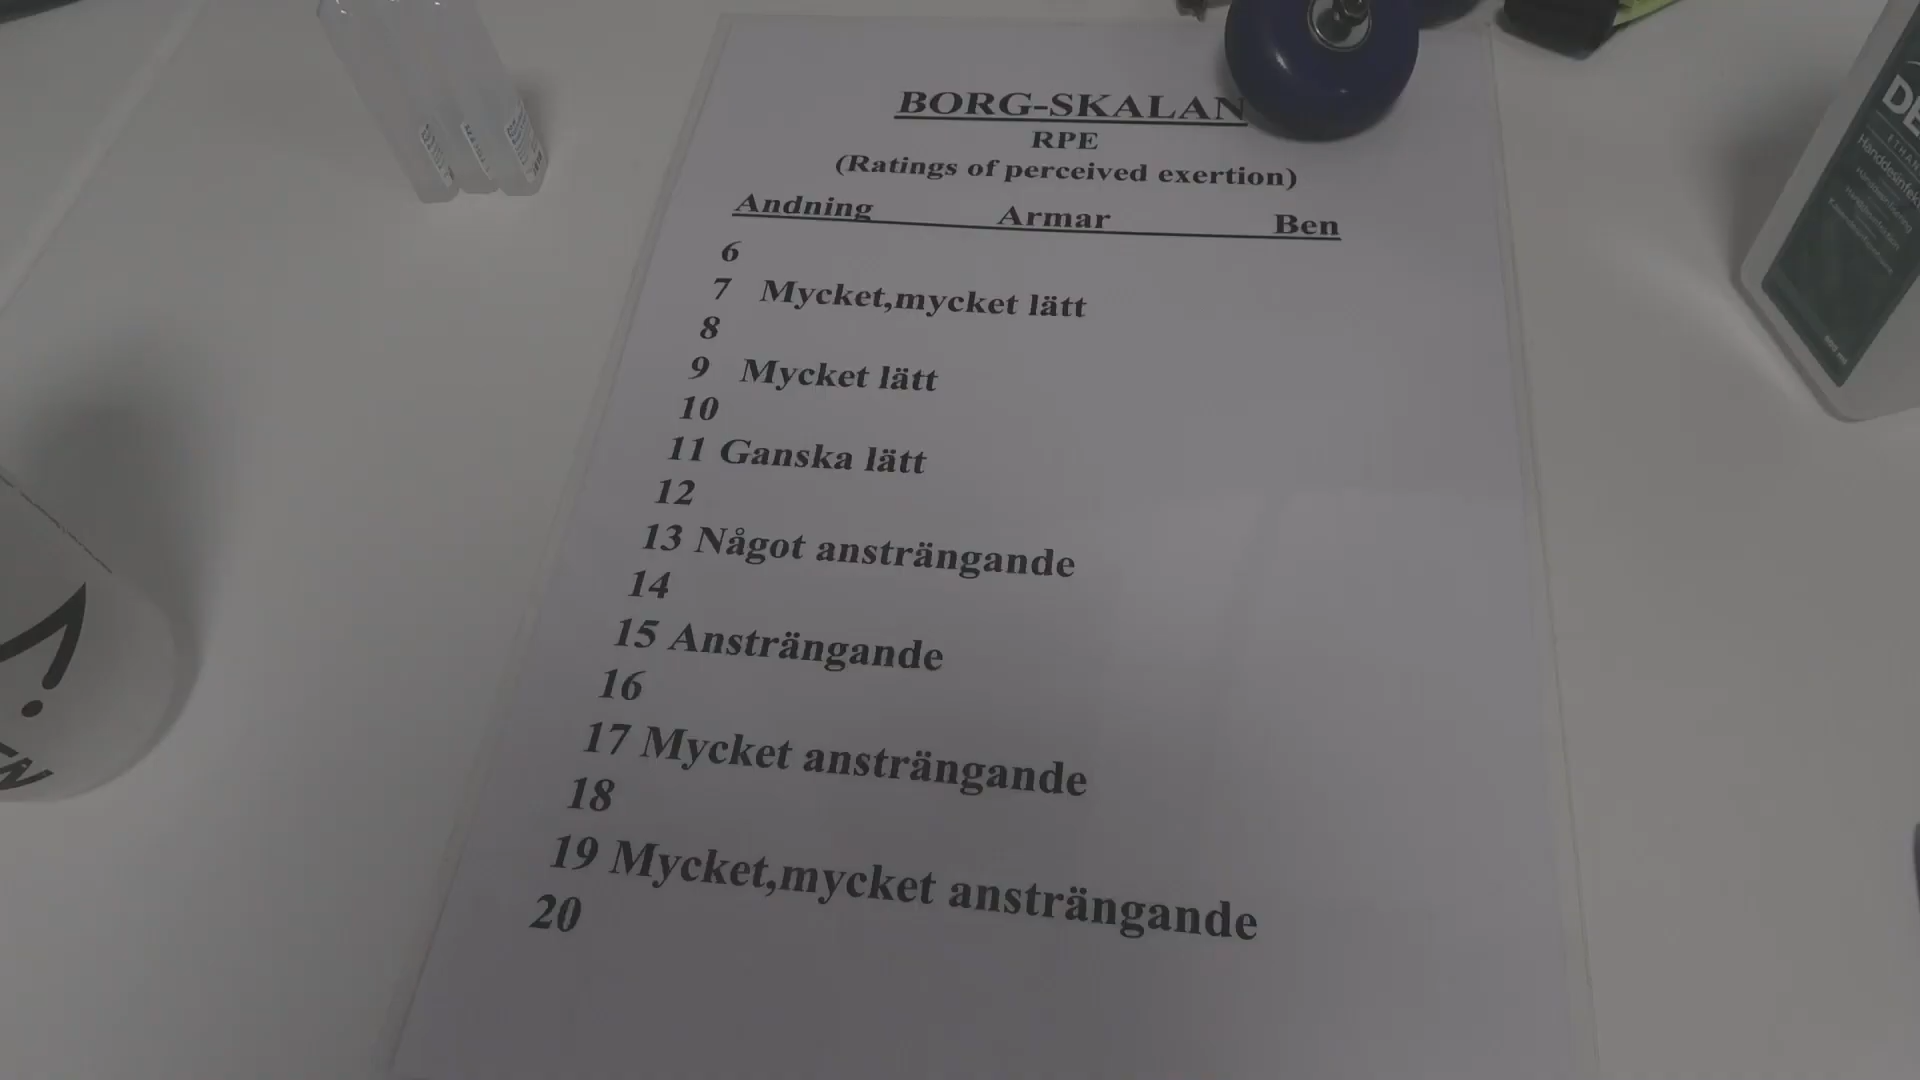 BORG-SKALAN
RPE
(Ratings of perceived exertion)
Andning Armar Ben
6
7 Mycket,mycket lätt
8
9 Mycket lätt
10
11 Ganska lätt
12
13 Något ansträngande
14
15 Ansträngande
16
17 Mycket ansträngande
18
19 Mycket,mycket ansträngande
20